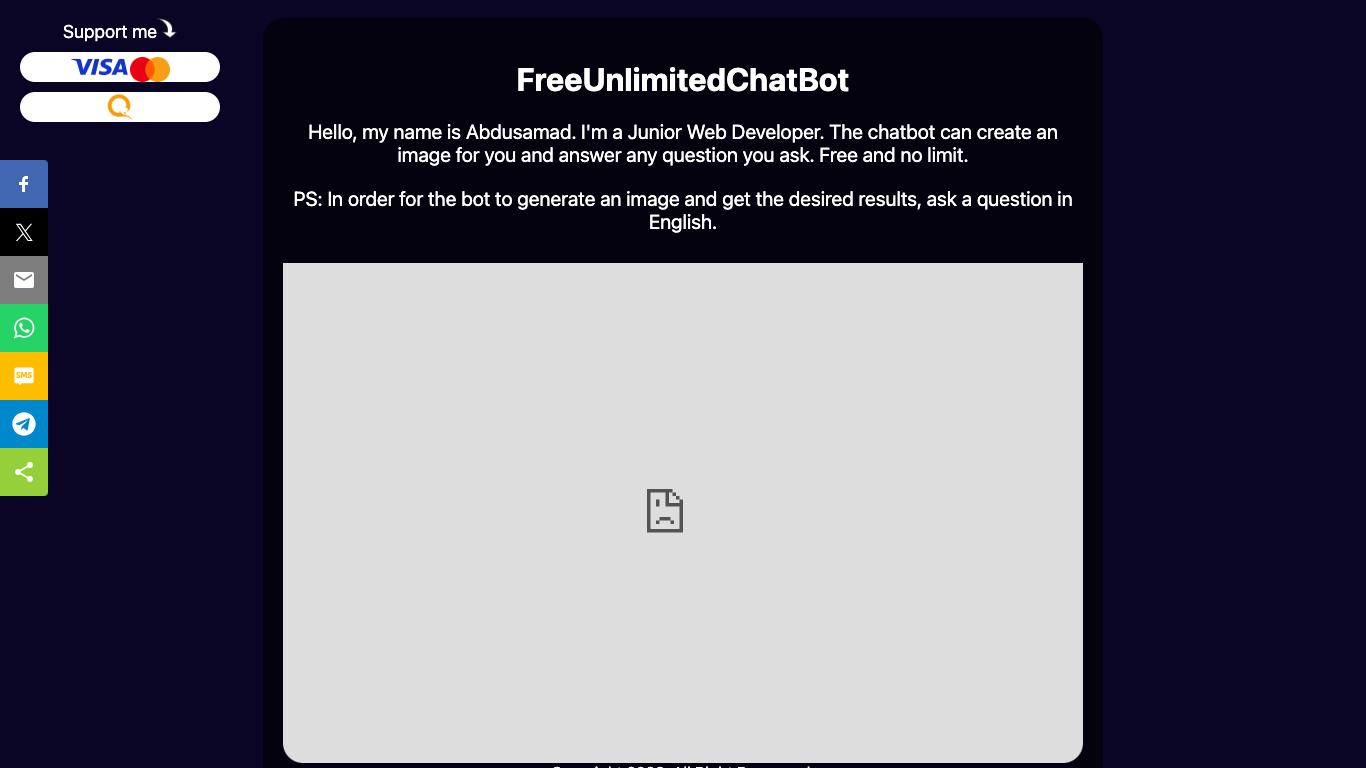 Support me
VISA
FreeUnlimitedChatBot
Hello, my name is Abdusamad. I'm a Junior Web Developer. The chatbot can create an
image for you and answer any question you ask. Free and no limit.
PS: In order for the bot to generate an image and get the desired results, ask a question in
English.
SMS